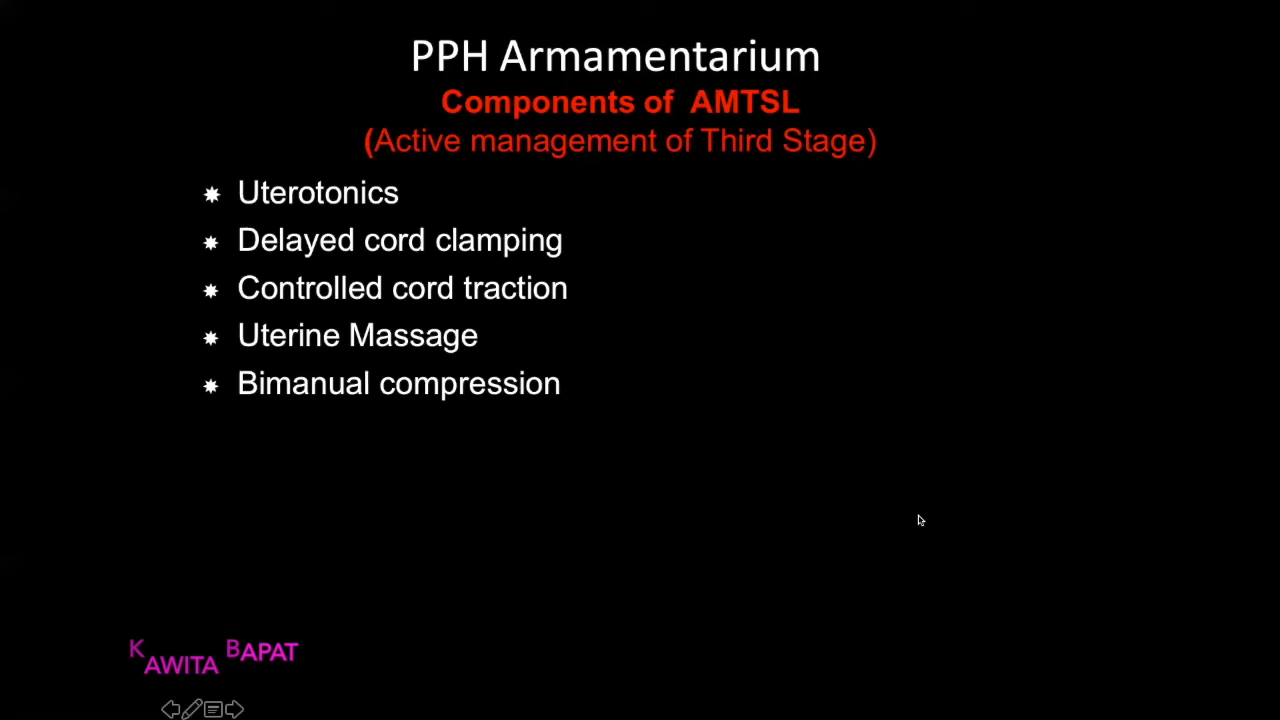 PPH Armamentarium
Components of AMTSL
(Active management of Third Stage)
Uterotonics
Delayed cord clamping
Controlled cord traction
Uterine Massage
Bimanual compression
KAWITA BAPAT